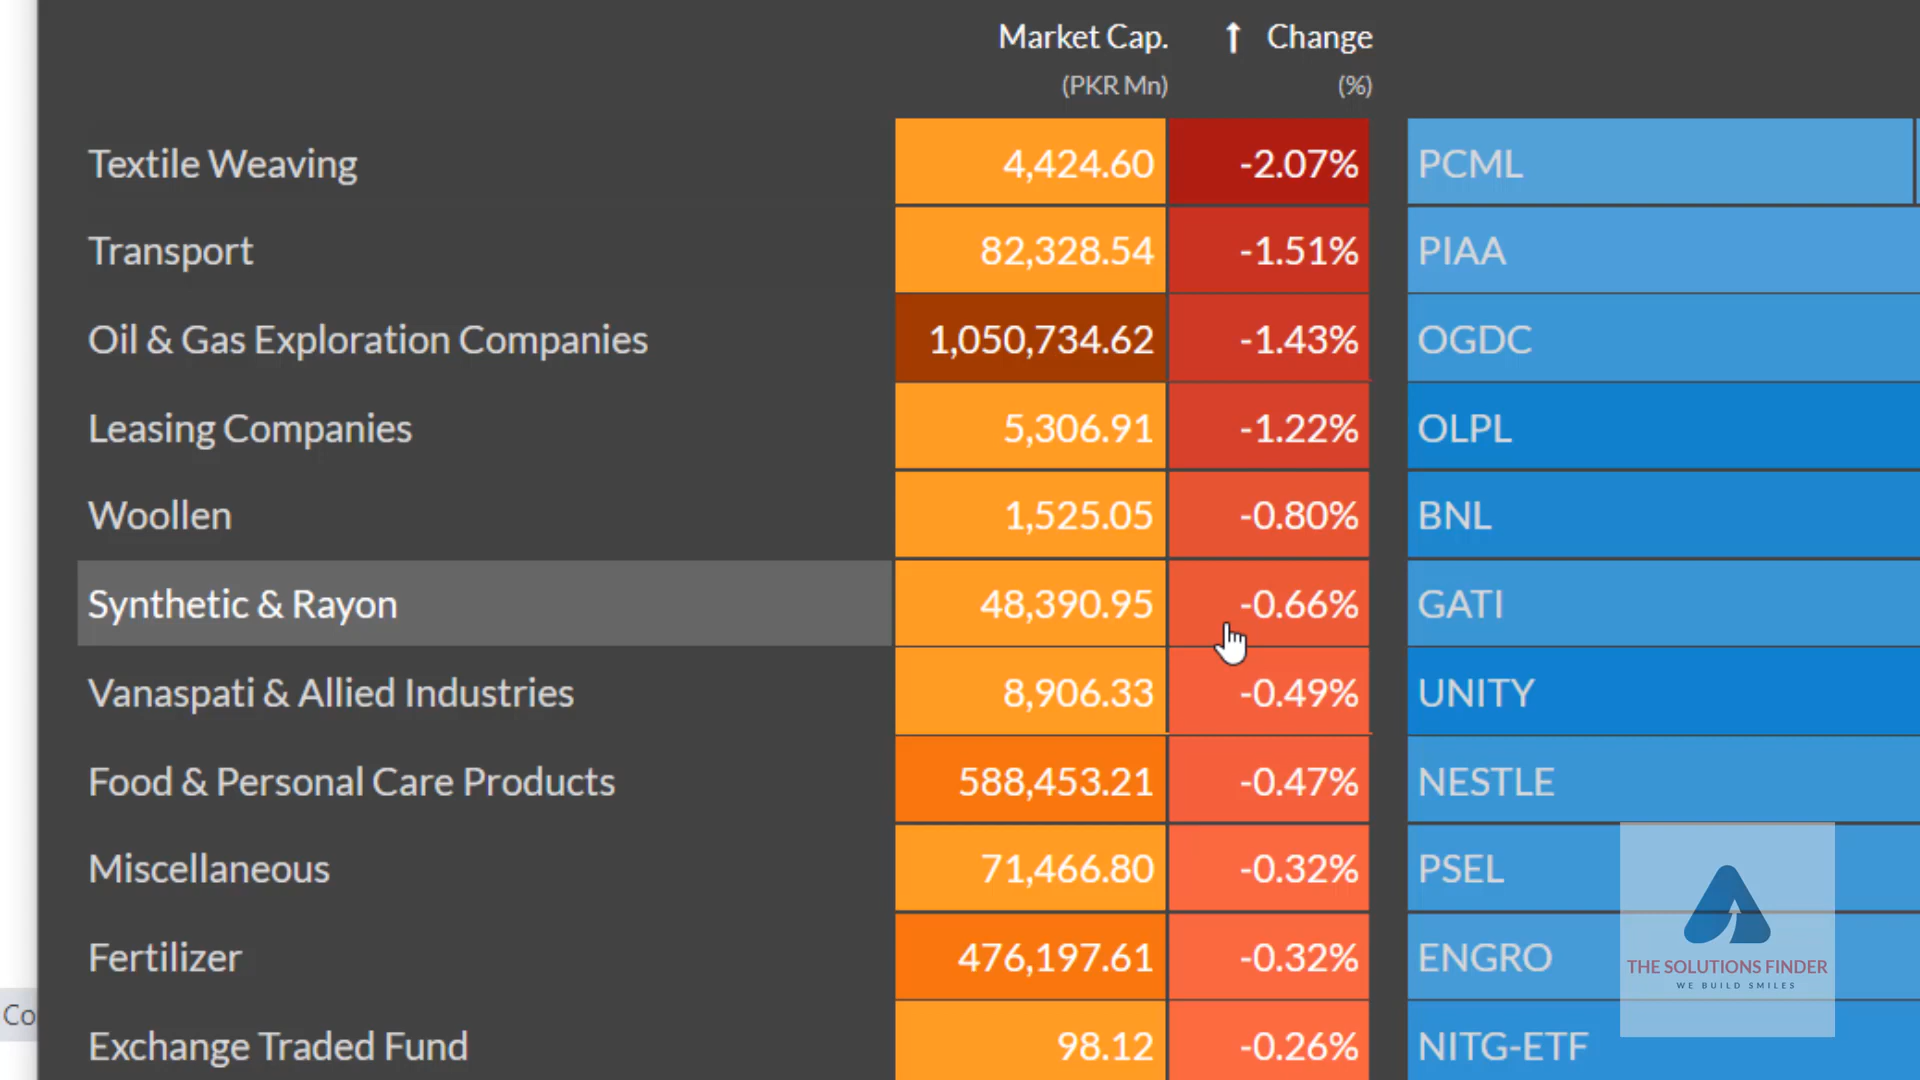 Market Cap. ↑ Change
(PKR Mn) (%)
Textile Weaving 4,424.60 -2.07% PCML
Transport 82,328.54 -1.51% PIAA
Oil & Gas Exploration Companies 1,050,734.62 -1.43% OGDC
Leasing Companies 5,306.91 -1.22% OLPL
Woollen 1,525.05 -0.80% BNL
Synthetic & Rayon 48,390.95 -0.66% GATI
Vanaspati & Allied Industries 8,906.33 -0.49% UNITY
Food & Personal Care Products 588,453.21 -0.47% NESTLE
Miscellaneous 71,466.80 -0.32% PSEL
Fertilizer 476,197.61 -0.32% ENGRO
THE SOLUTIONS FINDER
WE BUILD SMILES
Co
Exchange Traded Fund 98.12 -0.26% NITG-ETF